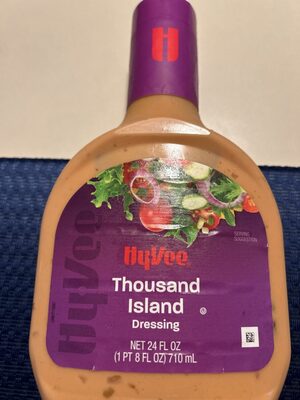 HyVee
HyVee
SERVING
SUGGESTION
Thousand
Island
Dressing
NET 24 FL OZ
(1 PT 8 FL OZ) 710 mL